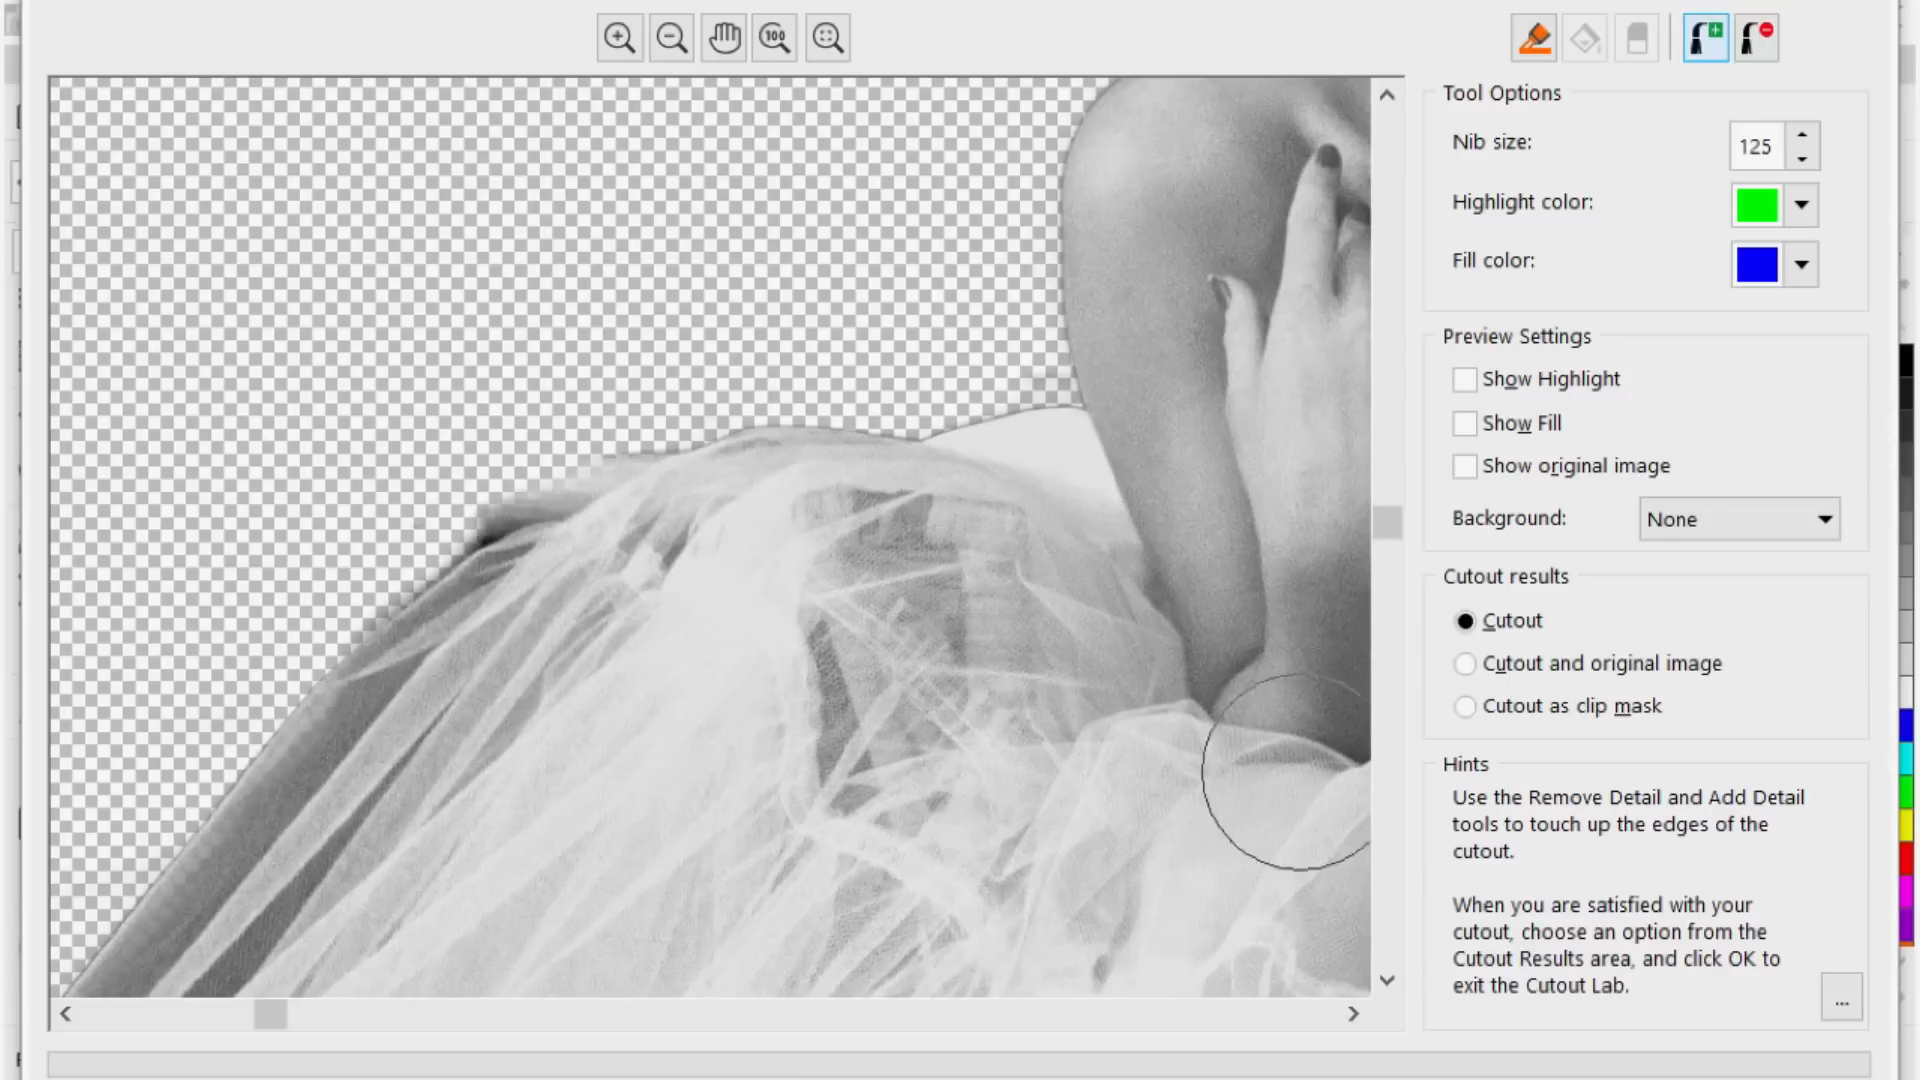 100
Tool Options
Nib size:
125
Highlight color:
Fill color:
Preview Settings
Show Highlight
Show Fill
Show original image
Background:
None
Cutout results
Cutout
Cutout and original image
Cutout as clip mask
Hints
Use the Remove Detail and Add Detail
tools to touch up the edges of the
cutout.
When you are satisfied with your
cutout, choose an option from the
Cutout Results area, and click OK to
exit the Cutout Lab.
...